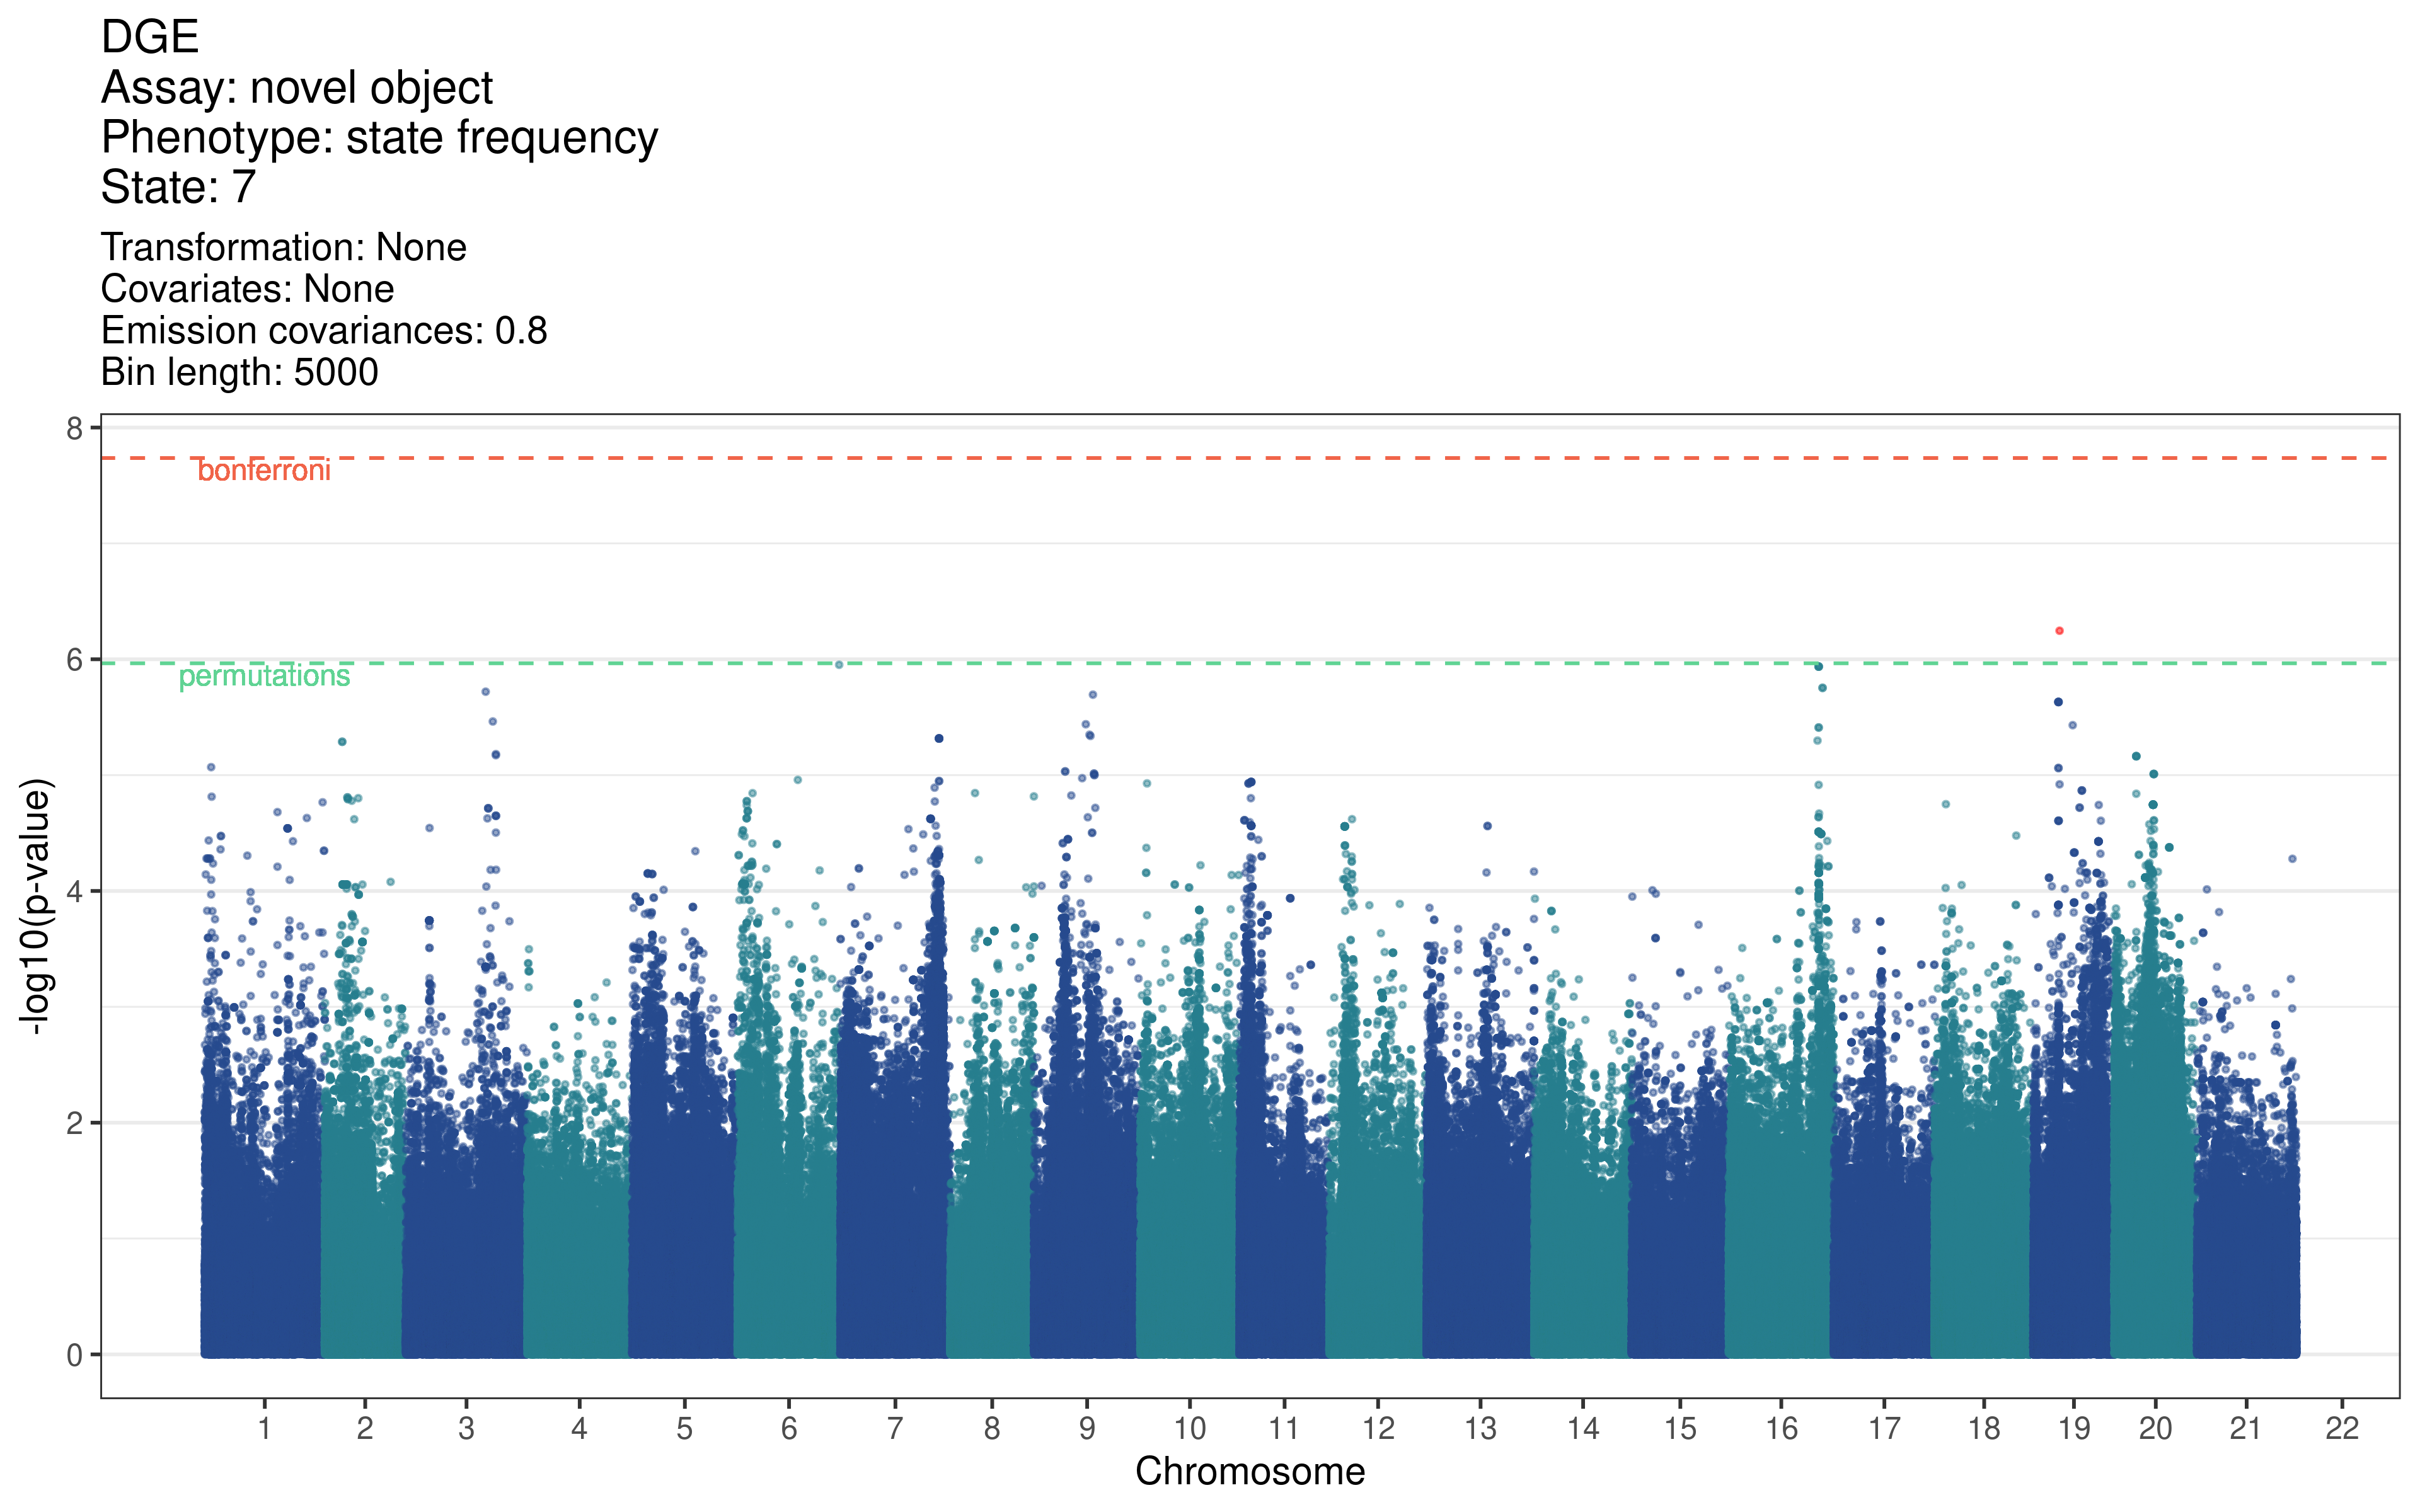 DGE
Assay: novel object
Phenotype: state frequency
State: 7
Transformation: None
Covariates: None
Emission covariances: 0.8
Bin length: 5000
8
bonferroni
6
permutations
4
2
0
-log10(p-value)
1 2 3 4 5 6 7 8 9 10 11 12 13 14 15 16 17 18 19 20 21 22
Chromosome